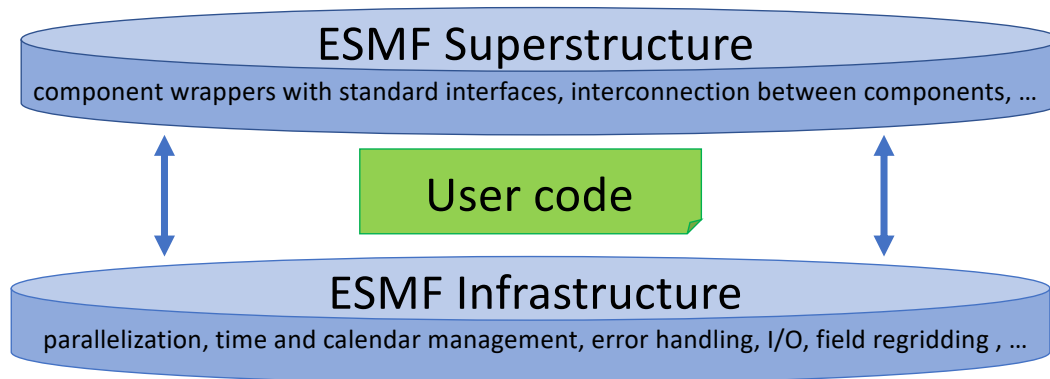 ESMF Superstructure
component wrappers with standard interfaces, interconnection between components, …
User code
ESMF Infrastructure
parallelization, time and calendar management, error handling, I/O, field regridding , …